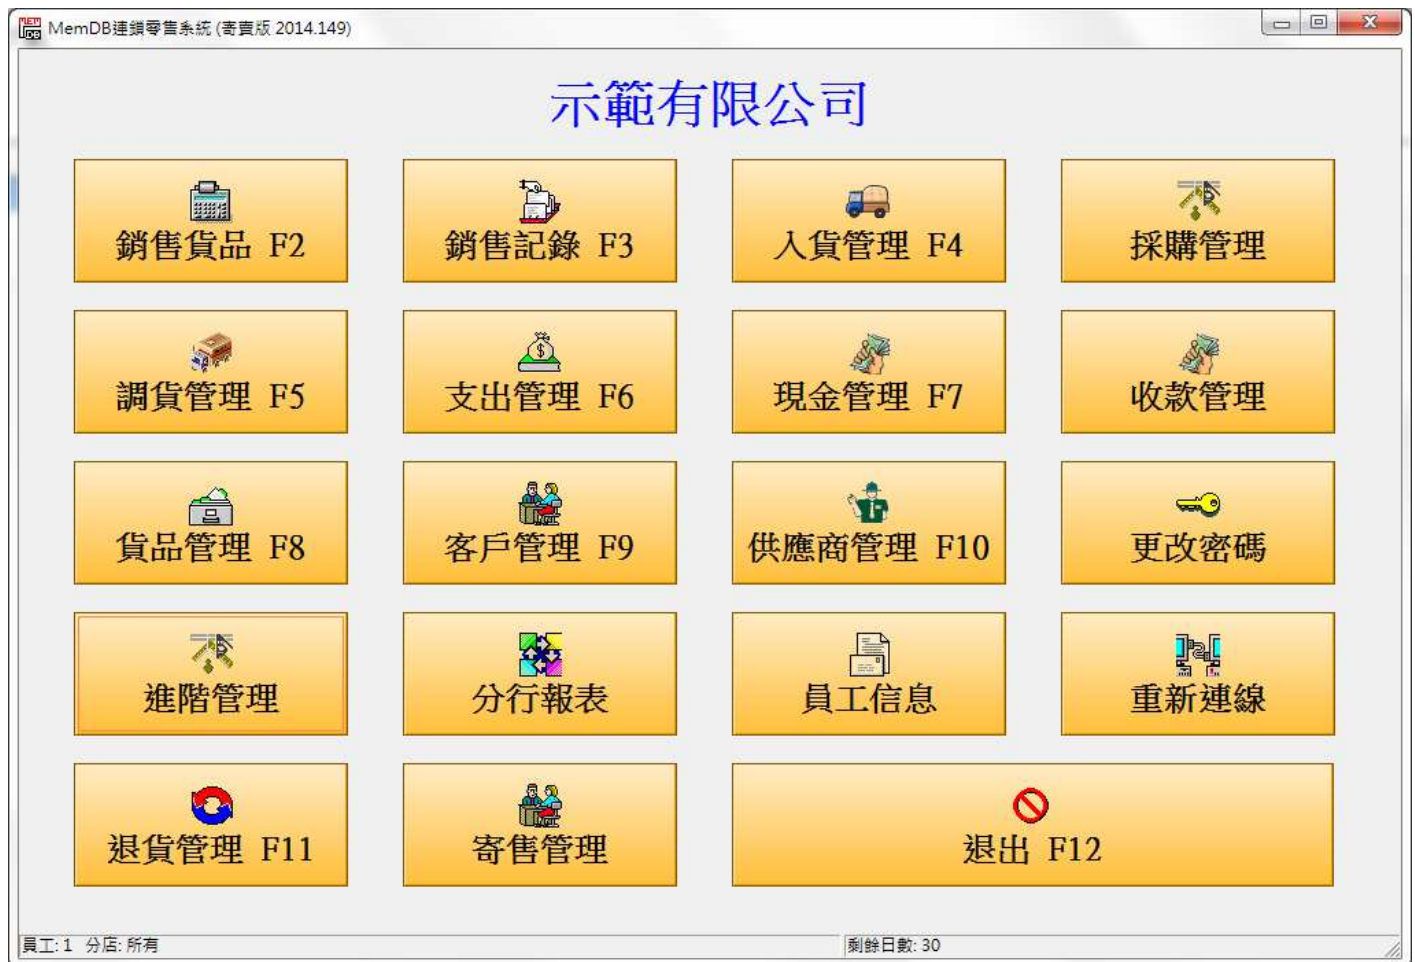 MemDB連鎖零售系統 (寄賣版 2014.149)
示範有限公司
銷售貨品 F2
銷售記錄 F3
入貨管理 F4
採購管理
調貨管理 F5
支出管理 F6
現金管理 F7
收款管理
貨品管理 F8
客戶管理 F9
供應商管理 F10
更改密碼
進階管理
分行報表
員工信息
重新連線
退貨管理 F11
寄售管理
退出 F12
員工: 1 分店: 所有
剩餘日數: 30